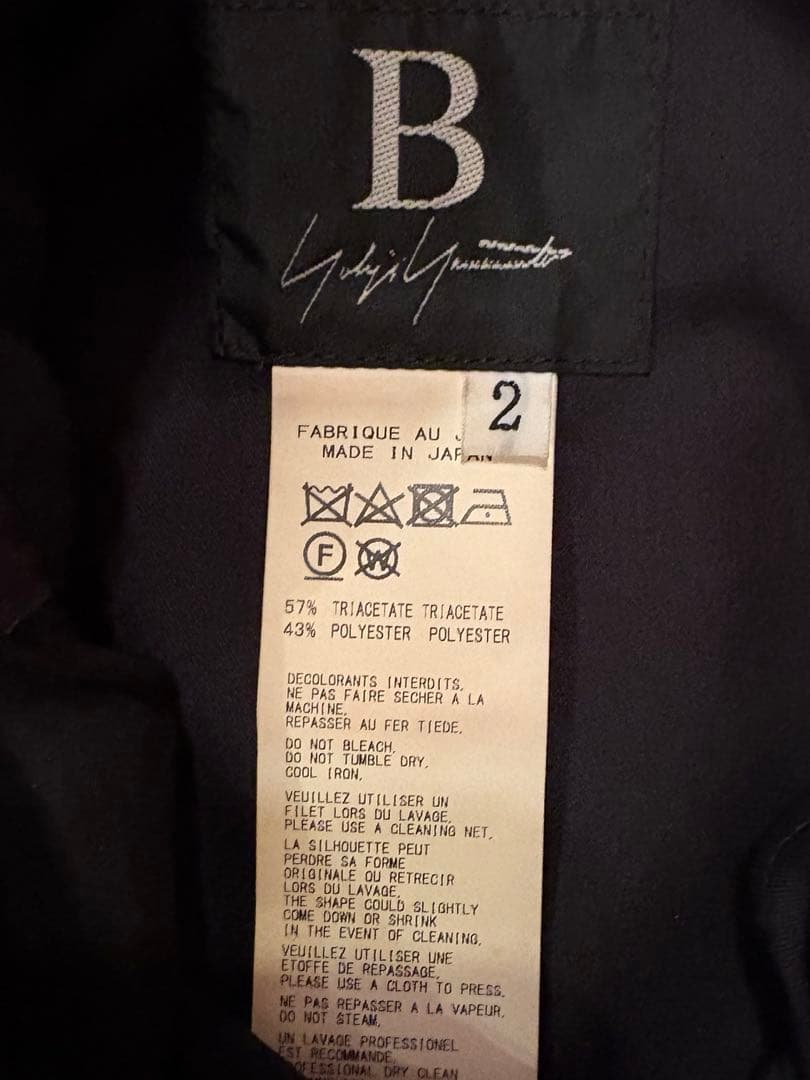 B
Yohji Yamamoto
2
FABRIQUE AU
MADE IN JAPAN
F
W
57% TRIACETATE TRIACETATE
43% POLYESTER POLYESTER
DECOLORANTS INTERDITS,
NE PAS FAIRE SECHER A LA
MACHINE,
REPASSER AU FER TIEDE,
DO NOT BLEACH,
DO NOT TUMBLE DRY,
COOL IRON,
VEUILLEZ UTILISER UN
FILET LORS DU LAVAGE,
PLEASE USE A CLEANING NET,
LA SILHOUETTE PEUT
PERDRE SA FORME
ORIGINALE OU RETRECIR
LORS DU LAVAGE,
THE SHAPE COULD SLIGHTLY
COME DOWN OR SHRINK
IN THE EVENT OF CLEANING,
VEUILLEZ UTILISER UNE
ETOFFE DE REPASSAGE,
PLEASE USE A CLOTH TO PRESS,
NE PAS REPASSER A LA VAPEUR,
DO NOT STEAM,
UN LAVAGE PROFESSIONEL
EST RECOMMANDE,
PROFESSIONAL DRY CLEAN